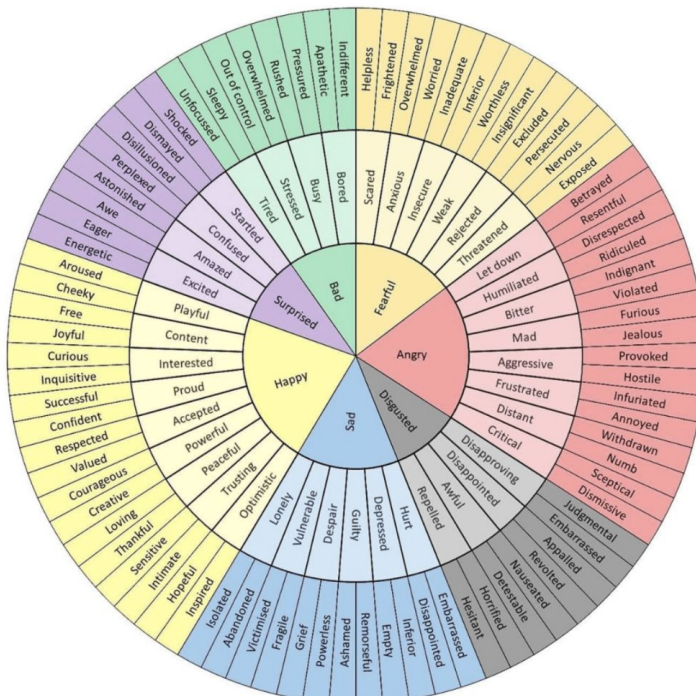 Bad
Fearful
Angry
Disgusted
Sad
Happy
Surprised
Tired
Stressed
Busy
Bored
Scared
Anxious
Insecure
Weak
Rejected
Threatened
Let down
Humiliated
Bitter
Mad
Aggressive
Frustrated
Distant
Critical
Disapproving
Disappointed
Awful
Repelled
Hurt
Depressed
Guilty
Despair
Vulnerable
Lonely
Optimistic
Trusting
Peaceful
Powerful
Accepted
Proud
Interested
Content
Playful
Excited
Amazed
Confused
Startled
Unfocussed
Sleepy
Out of control
Overwhelmed
Rushed
Pressured
Apathetic
Indifferent
Helpless
Frightened
Overwhelmed
Worried
Inadequate
Inferior
Worthless
Insignificant
Excluded
Persecuted
Nervous
Exposed
Betrayed
Resentful
Disrespected
Ridiculed
Indignant
Violated
Furious
Jealous
Provoked
Hostile
Infuriated
Annoyed
Withdrawn
Numb
Sceptical
Dismissive
Judgmental
Embarrassed
Appalled
Revolted
Nauseated
Detestable
Horrified
Hesitant
Embarrassed
Disappointed
Inferior
Empty
Remorseful
Ashamed
Powerless
Grief
Fragile
Victimised
Abandoned
Isolated
Inspired
Hopeful
Intimate
Sensitive
Thankful
Loving
Creative
Courageous
Valued
Respected
Confident
Successful
Inquisitive
Curious
Joyful
Free
Cheeky
Aroused
Energetic
Eager
Awe
Astonished
Perplexed
Disillusioned
Dismayed
Shocked